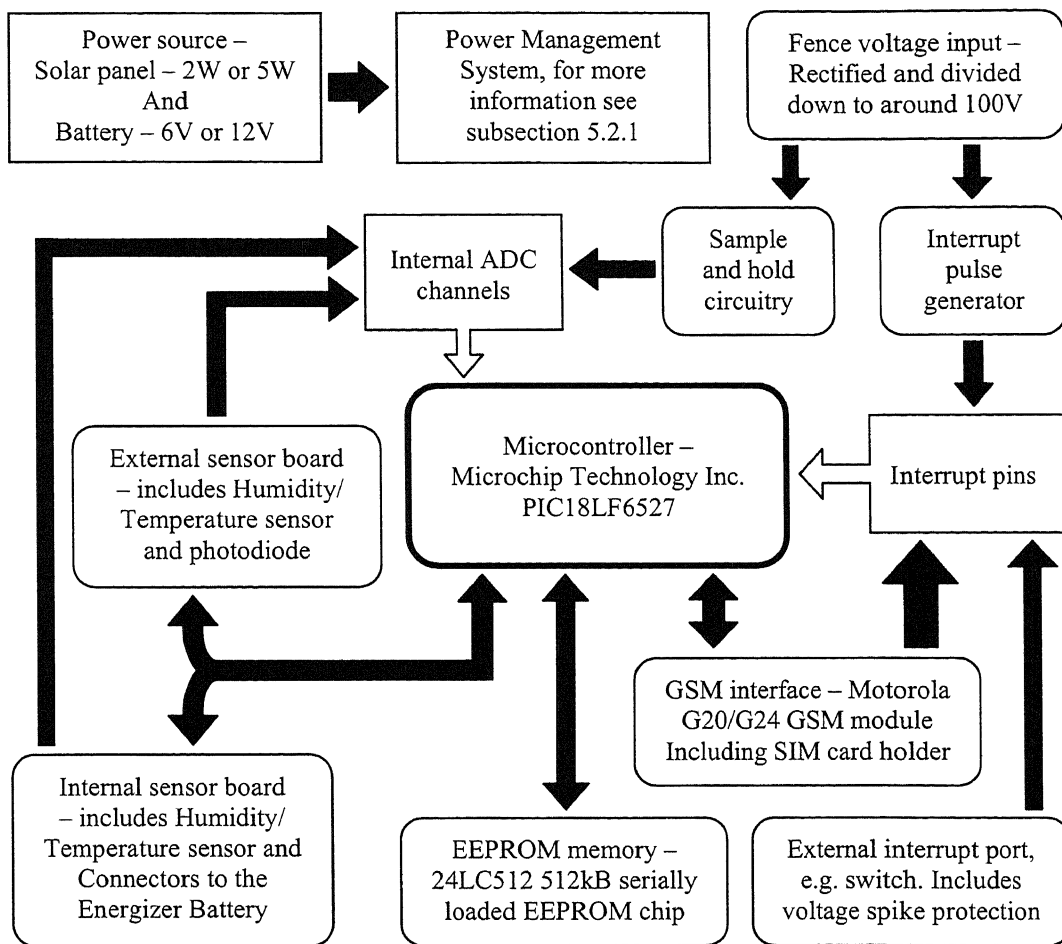 Power source –
Solar panel – 2W or 5W
And
Battery – 6V or 12V
Power Management
System, for more
information see
subsection 5.2.1
Fence voltage input –
Rectified and divided
down to around 100V
Internal ADC
channels
Sample
and hold
circuitry
Interrupt
pulse
generator
External sensor board
– includes Humidity/
Temperature sensor
and photodiode
Microcontroller –
Microchip Technology Inc.
PIC18LF6527
Interrupt pins
GSM interface – Motorola
G20/G24 GSM module
Including SIM card holder
Internal sensor board
– includes Humidity/
Temperature sensor and
Connectors to the
Energizer Battery
EEPROM memory –
24LC512 512kB serially
loaded EEPROM chip
External interrupt port,
e.g. switch. Includes
voltage spike protection